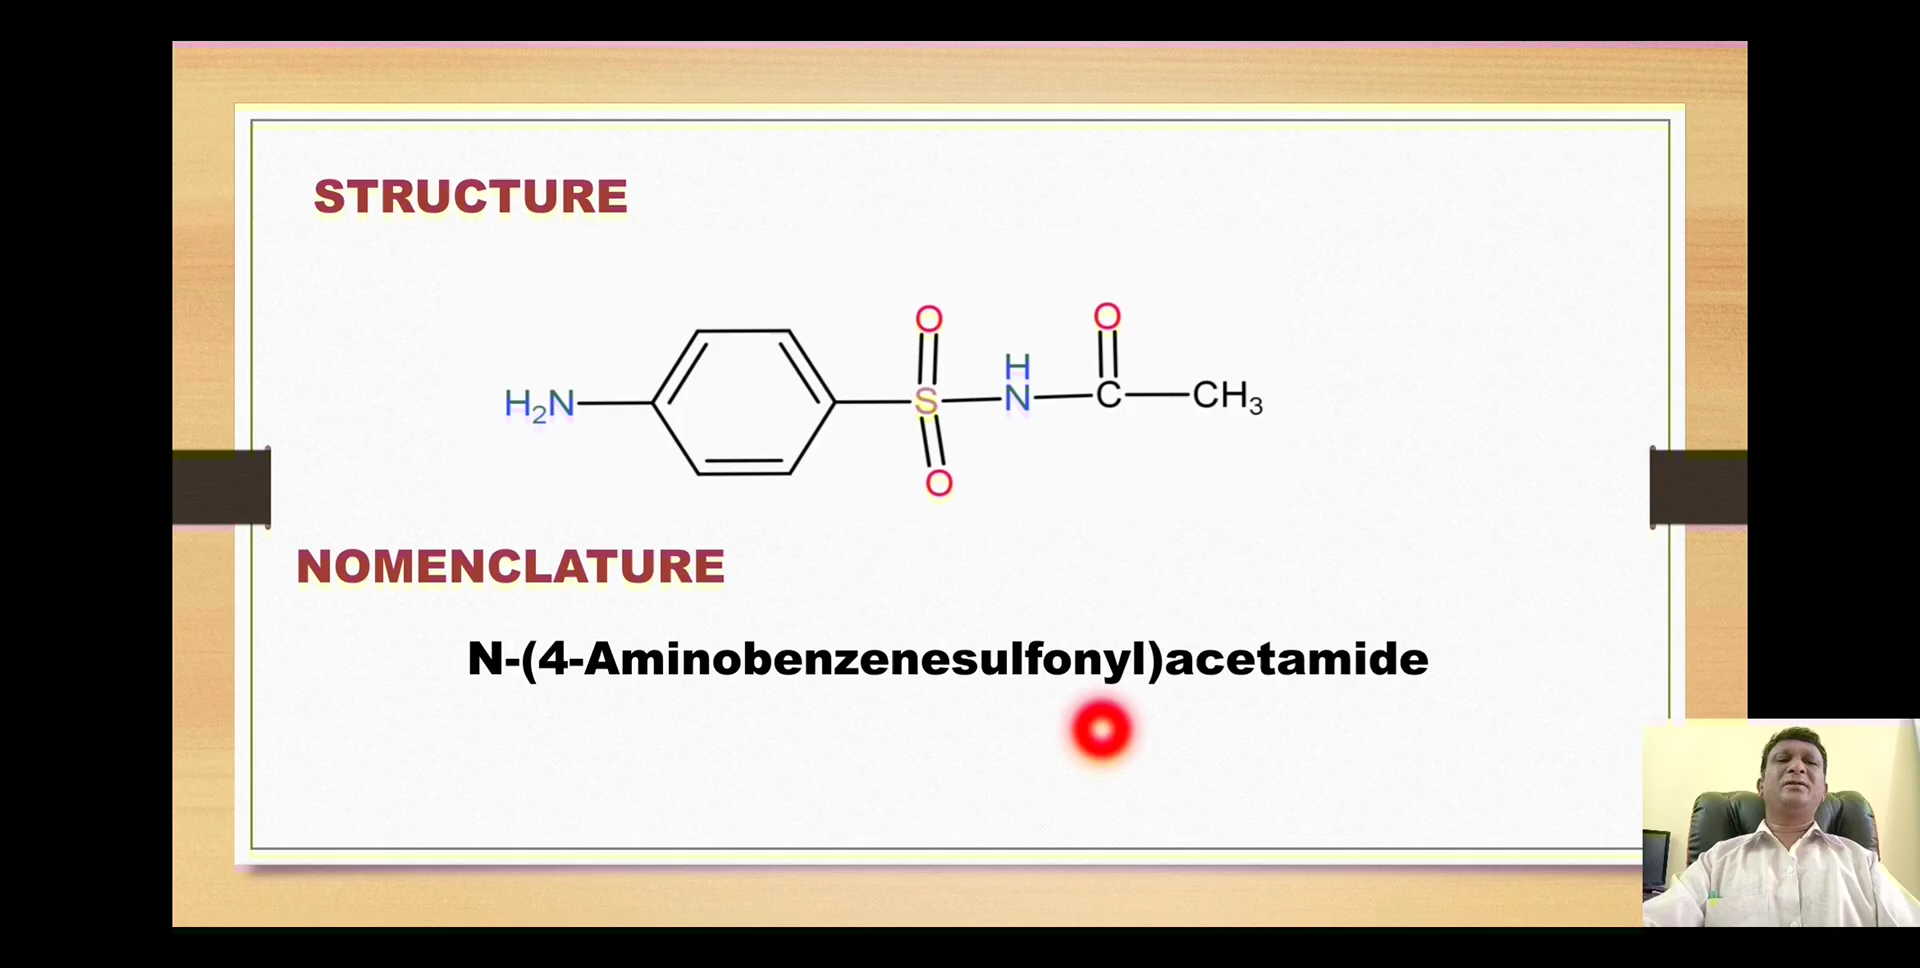 STRUCTURE
O O
H
H₂N S N C CH₃
O
NOMENCLATURE
N-(4-Aminobenzenesulfonyl)acetamide